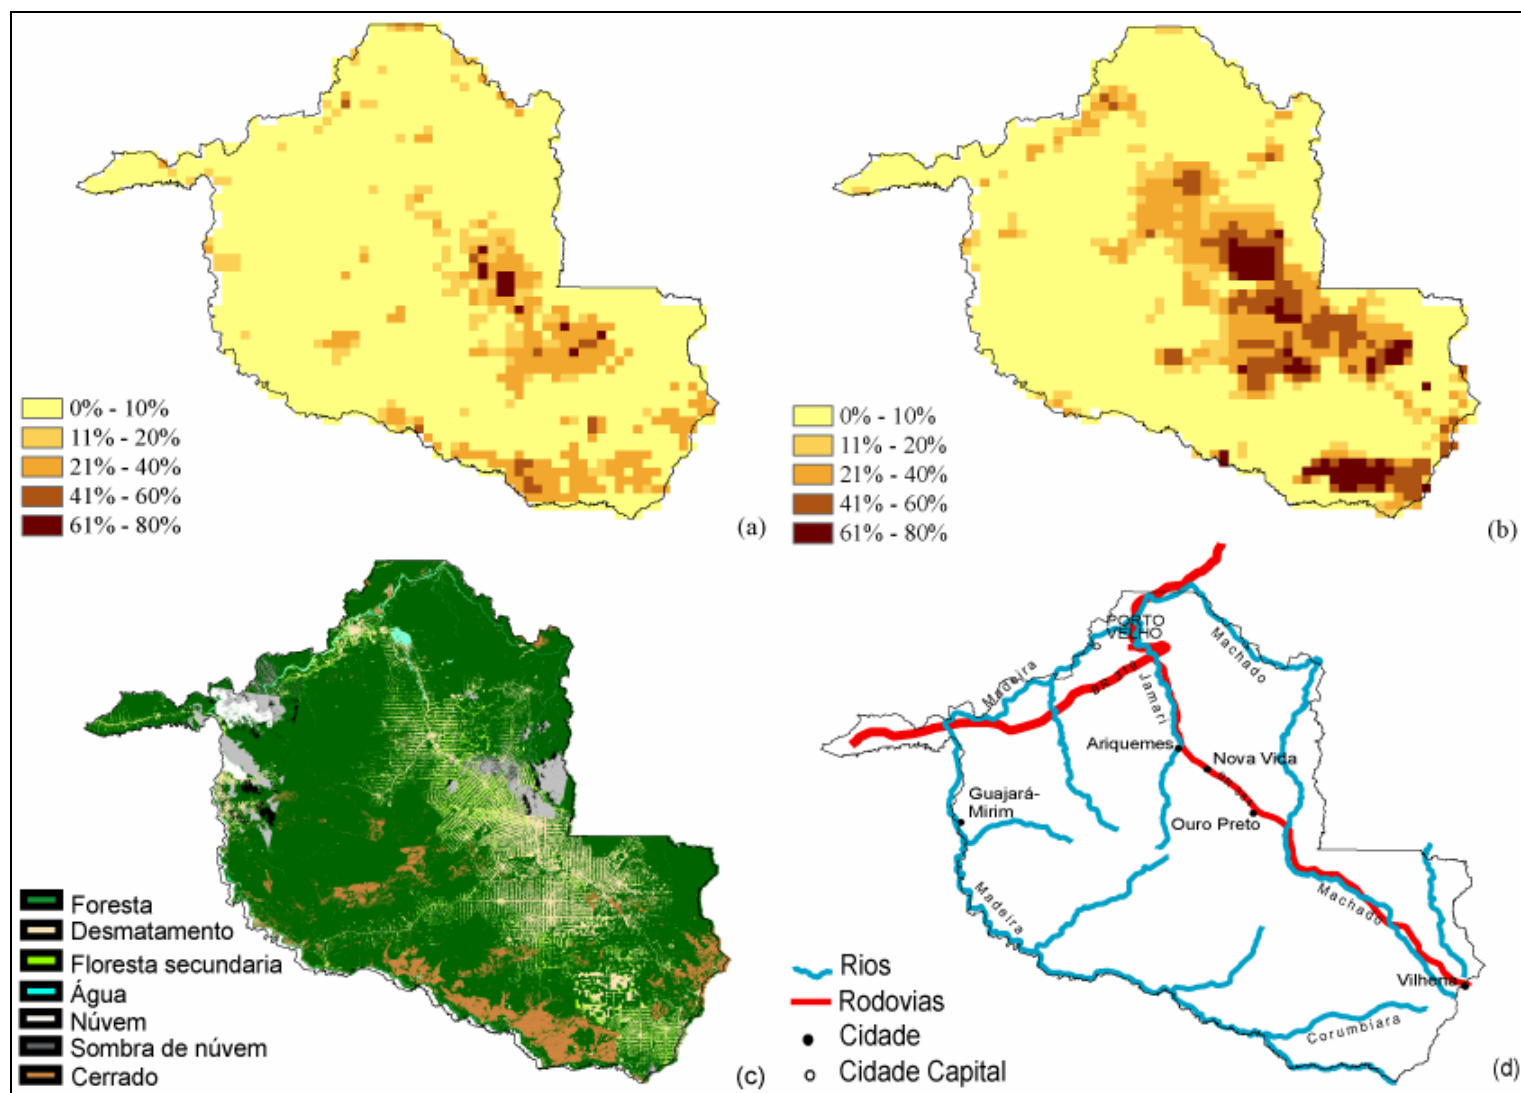 0% - 10%
11% - 20%
21% - 40%
41% - 60%
61% - 80%
(a)
0% - 10%
11% - 20%
21% - 40%
41% - 60%
61% - 80%
(b)
Foresta
Desmatamento
Floresta secundaria
Água
Núvem
Sombra de núvem
Cerrado
(c)
PORTO
VELHO
Machado
Madeira
Jamari
Ariquemes
Nova Vida
Guajará-
Mirim
Ouro Preto
Madeira
Machado
Vilhena
Corumbiara
Rios
Rodovias
Cidade
Cidade Capital
(d)